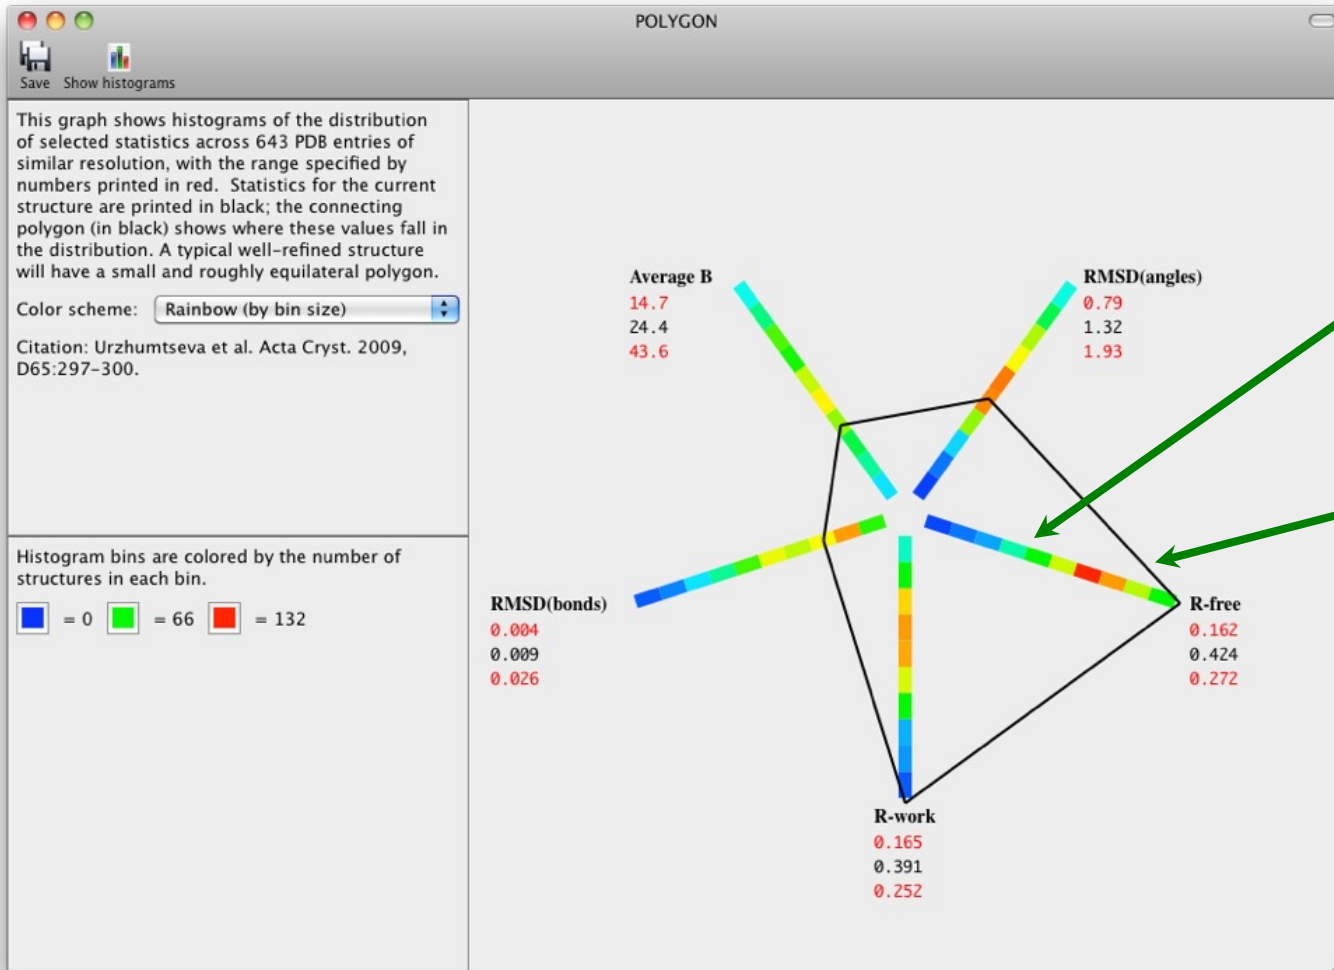 POLYGON
Save Show histograms
This graph shows histograms of the distribution
of selected statistics across 643 PDB entries of
similar resolution, with the range specified by
numbers printed in red. Statistics for the current
structure are printed in black; the connecting
polygon (in black) shows where these values fall in
the distribution. A typical well-refined structure
will have a small and roughly equilateral polygon.
Color scheme: Rainbow (by bin size)
Citation: Urzhumtseva et al. Acta Cryst. 2009,
D65:297-300.
Histogram bins are colored by the number of
structures in each bin.
= 0 = 66 = 132
Average B
14.7
24.4
43.6
RMSD(angles)
0.79
1.32
1.93
RMSD(bonds)
0.004
0.009
0.026
R-free
0.162
0.424
0.272
R-work
0.165
0.391
0.252